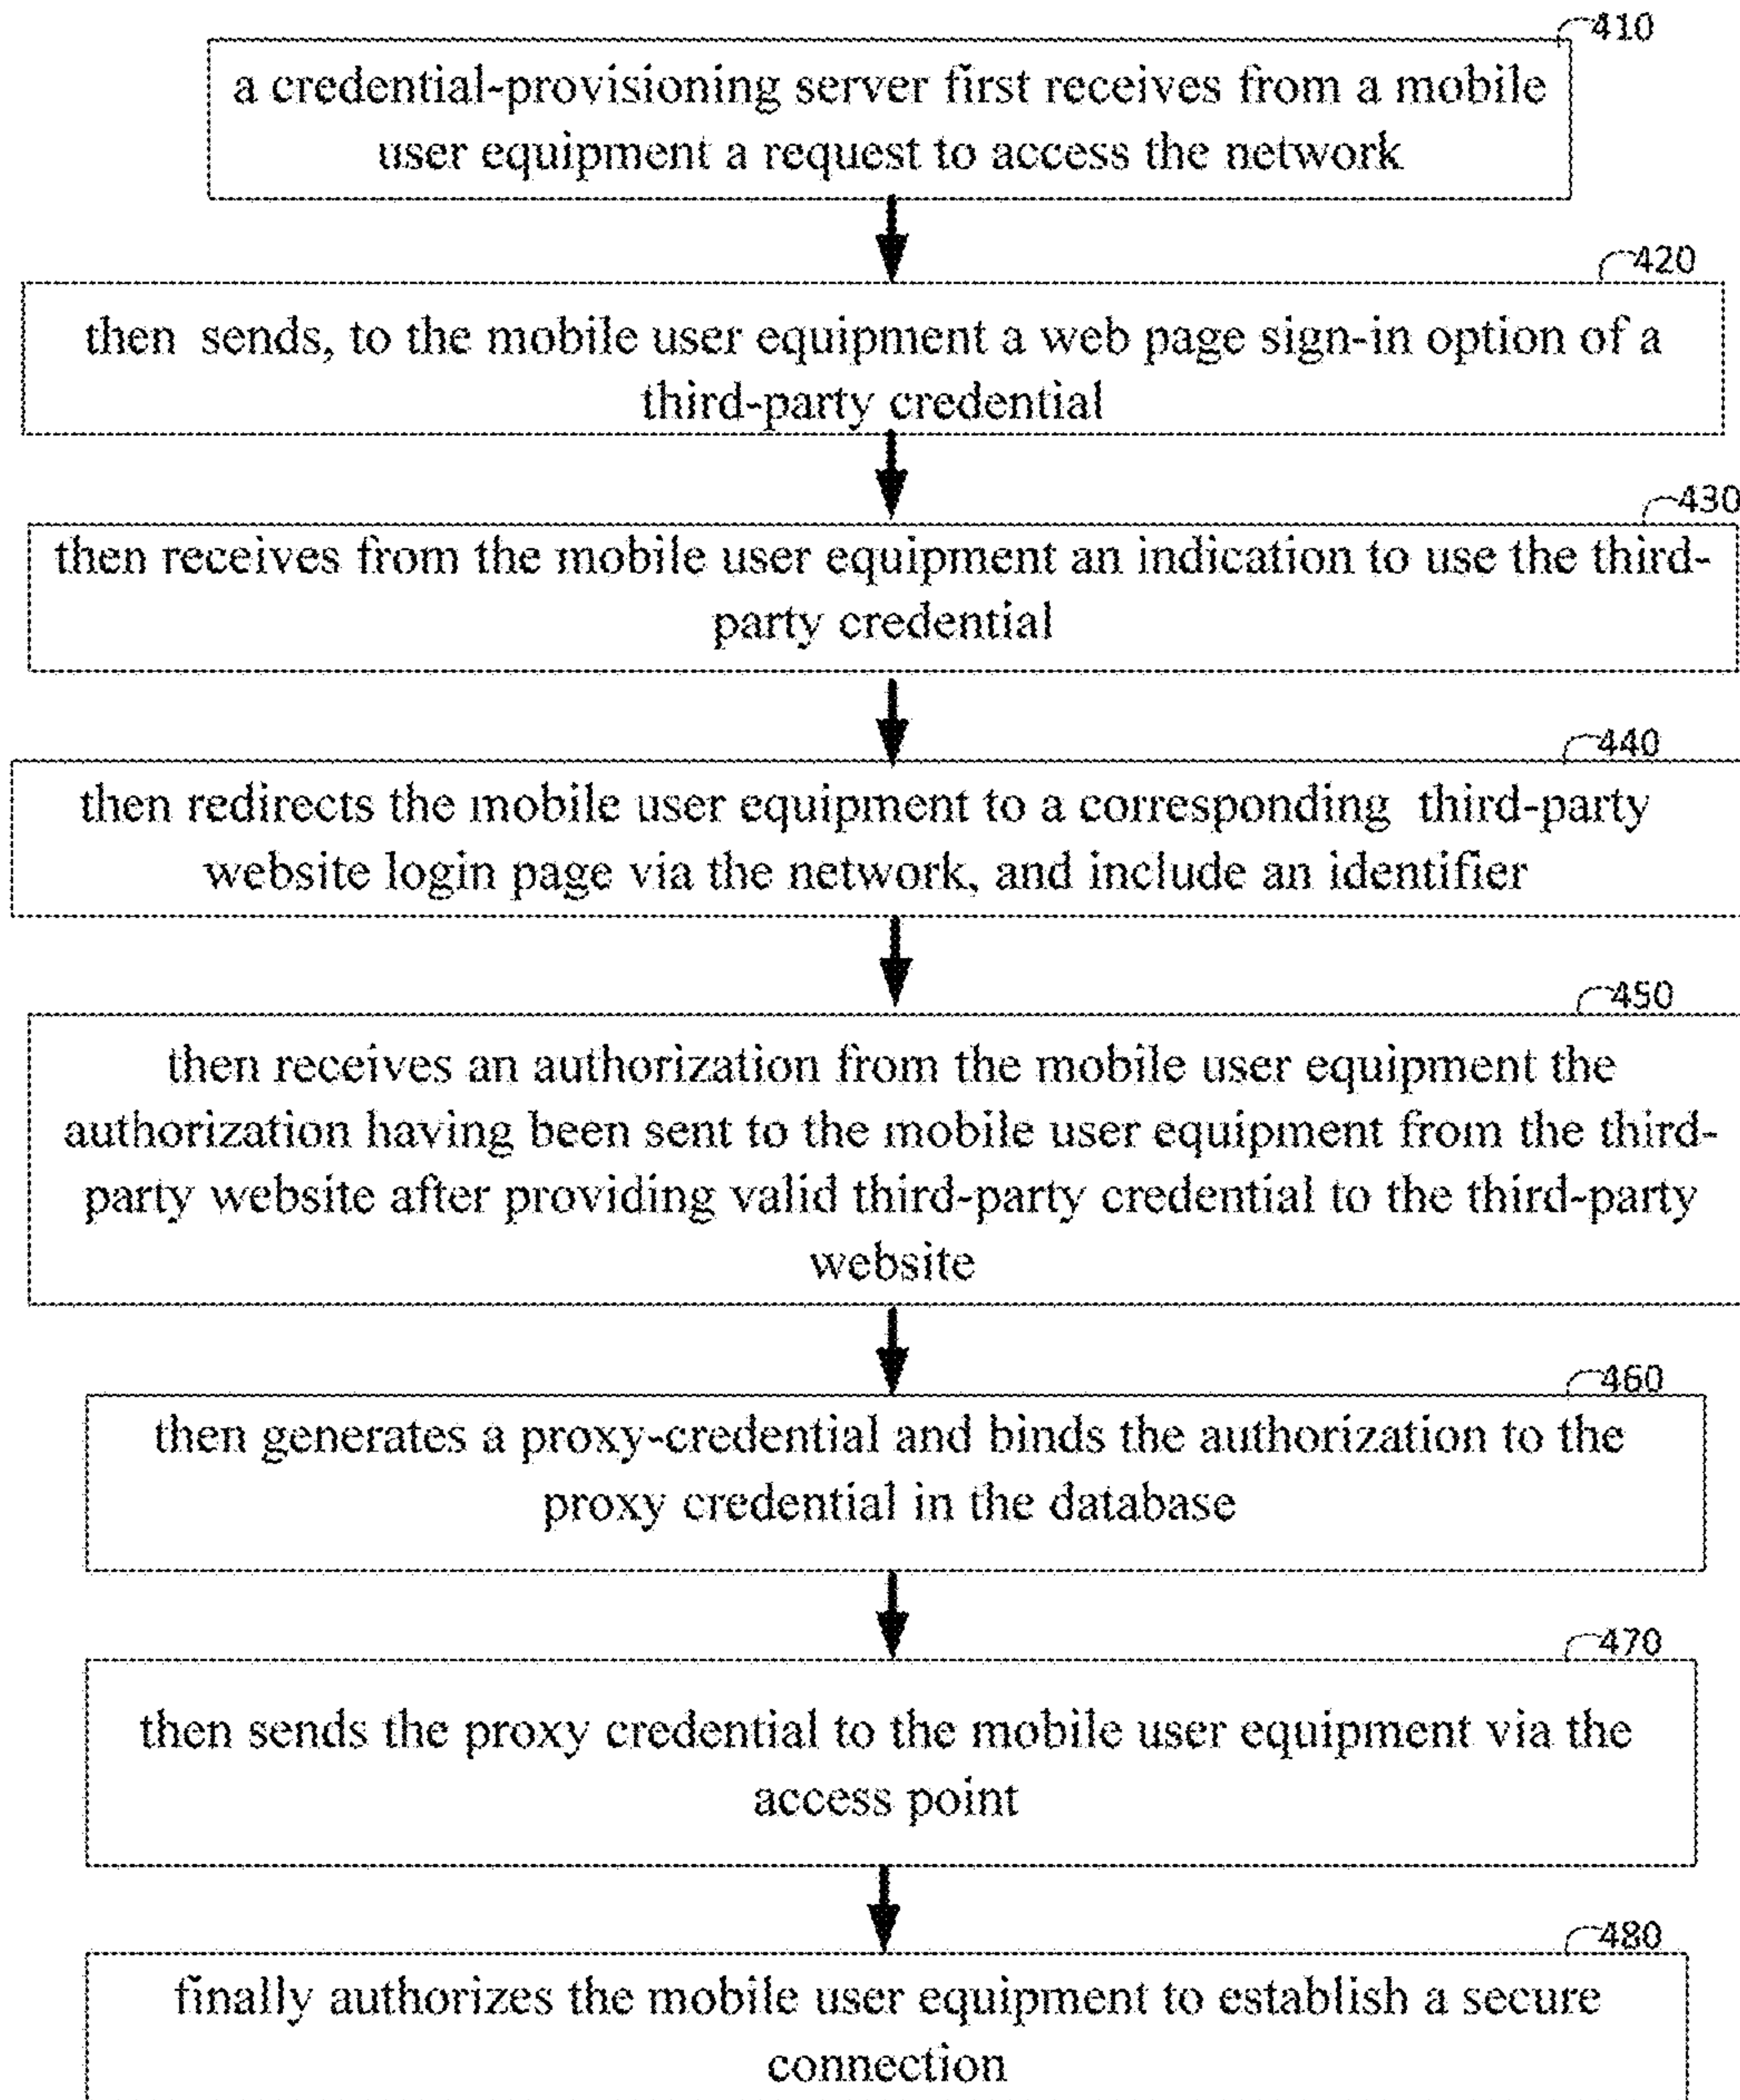 410
a credential-provisioning server first receives from a mobile
user equipment a request to access the network
420
then sends, to the mobile user equipment a web page sign-in option of a
third-party credential
430
then receives from the mobile user equipment an indication to use the third-
party credential
440
then redirects the mobile user equipment to a corresponding third-party
website login page via the network, and include an identifier
450
then receives an authorization from the mobile user equipment the
authorization having been sent to the mobile user equipment from the third-
party website after providing valid third-party credential to the third-party
website
460
then generates a proxy-credential and binds the authorization to the
proxy credential in the database
470
then sends the proxy credential to the mobile user equipment via the
access point
480
finally authorizes the mobile user equipment to establish a secure
connection